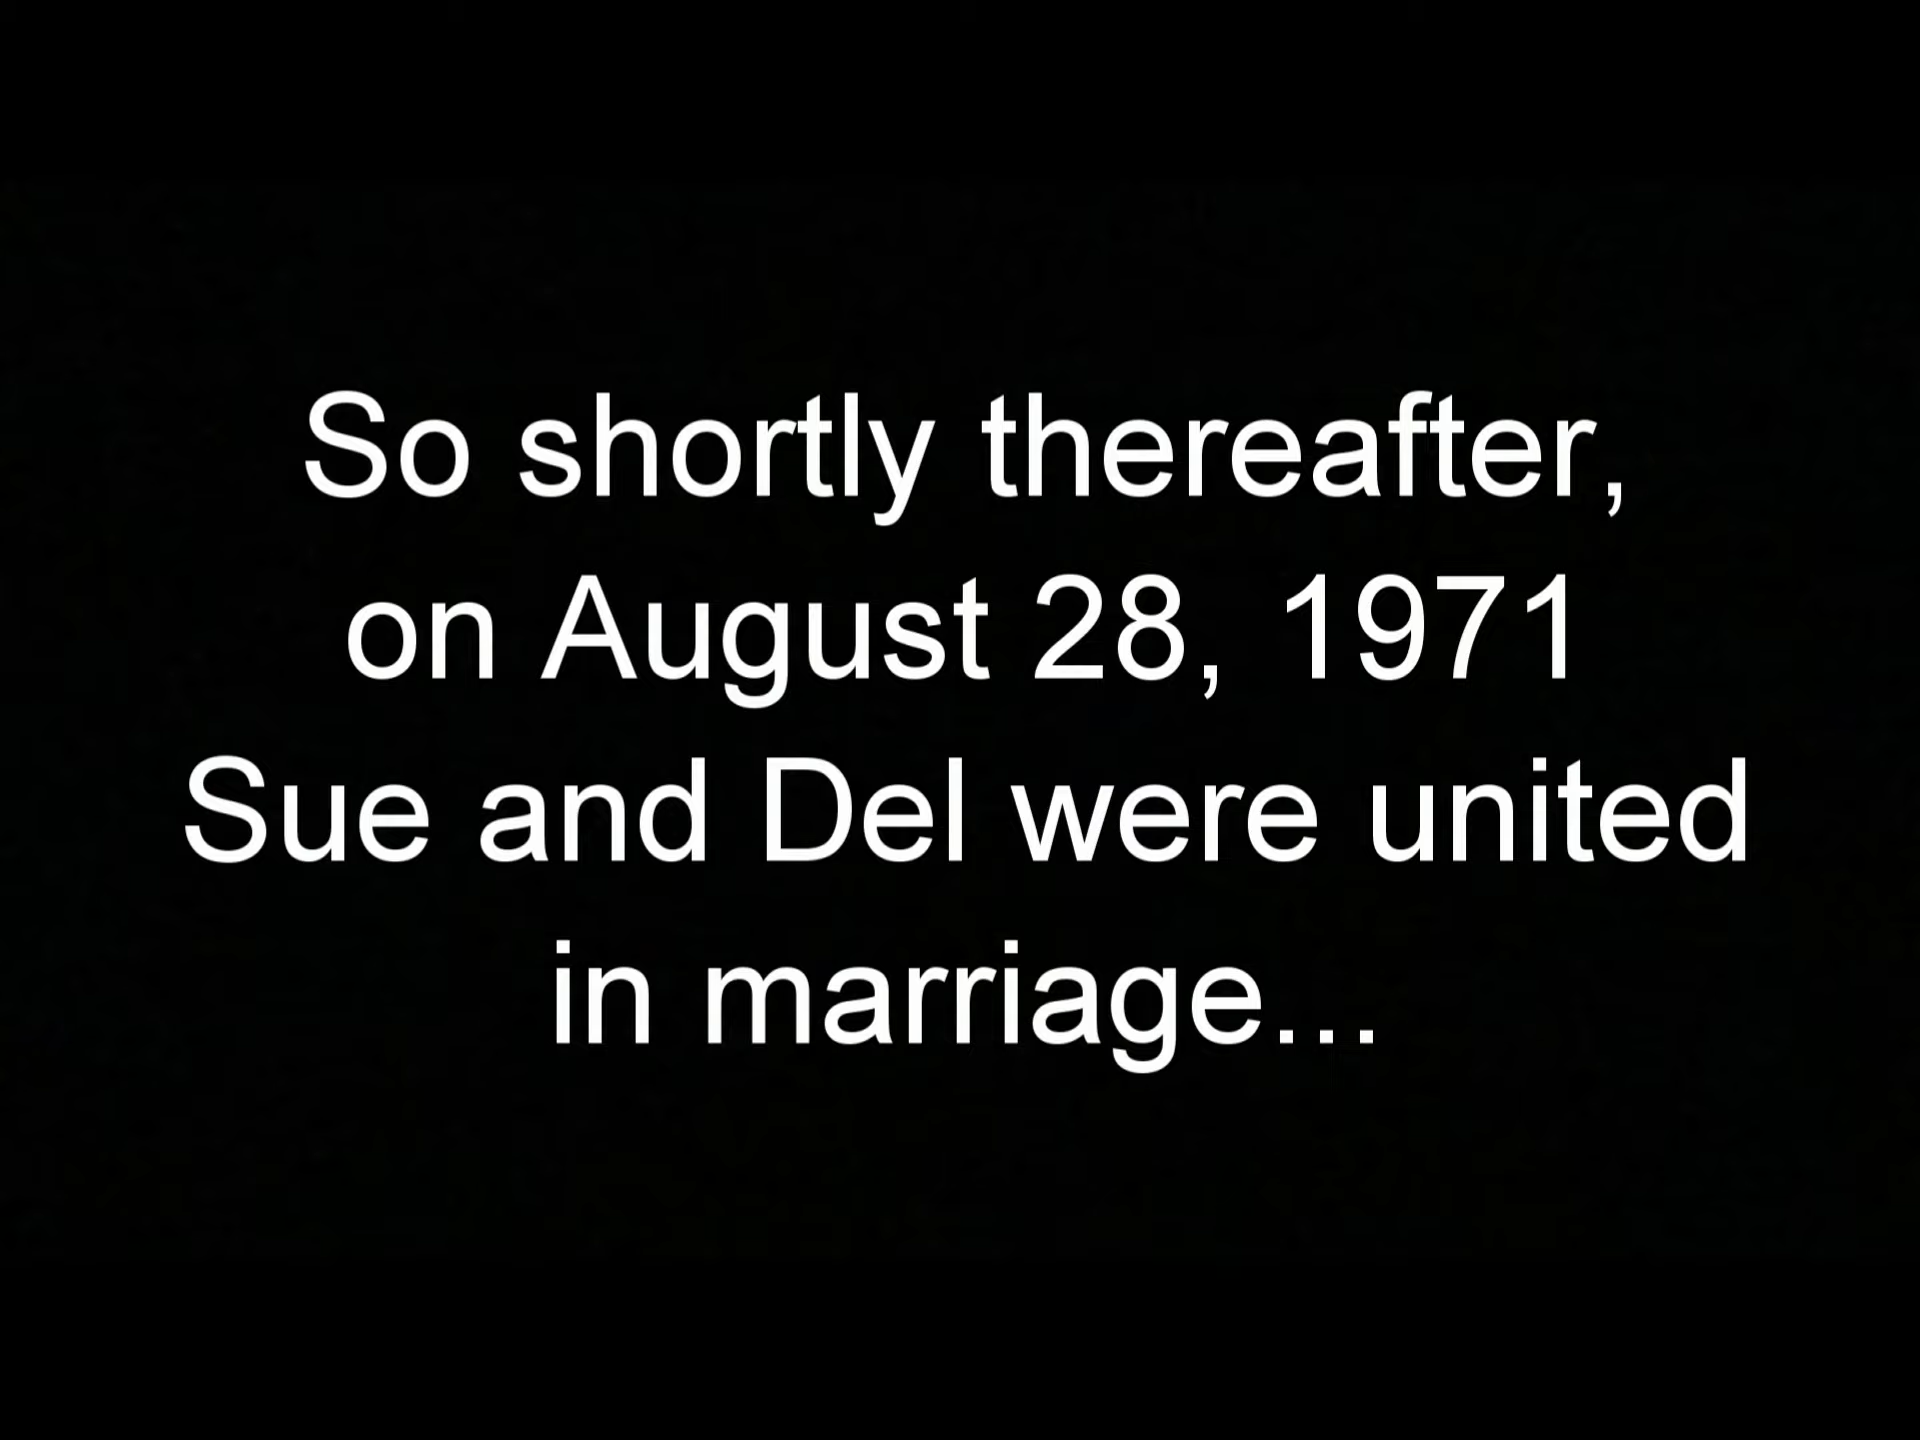 So shortly thereafter,
on August 28, 1971
Sue and Del were united
in marriage...